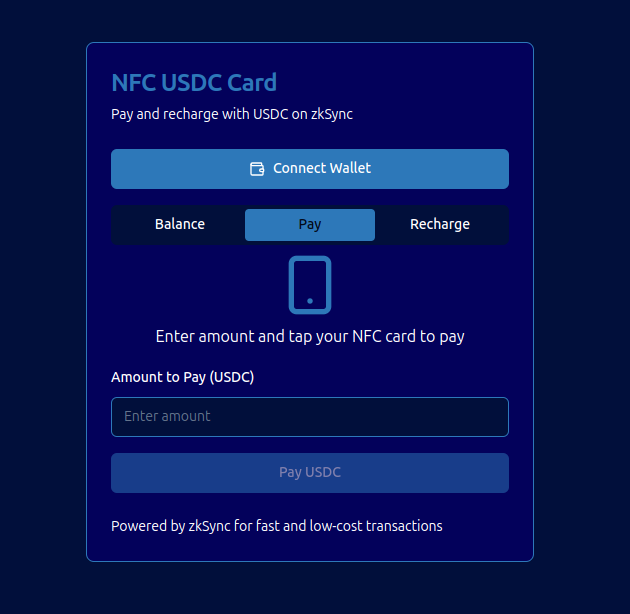 NFC USDC Card
Pay and recharge with USDC on zkSync
Connect Wallet
Balance Pay Recharge
Enter amount and tap your NFC card to pay
Amount to Pay (USDC)
Enter amount
Pay USDC
Powered by zkSync for fast and low-cost transactions